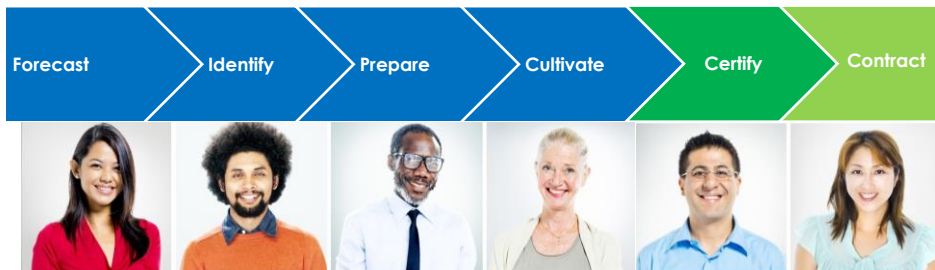 Forecast
Identify
Prepare
Cultivate
Certify
Contract